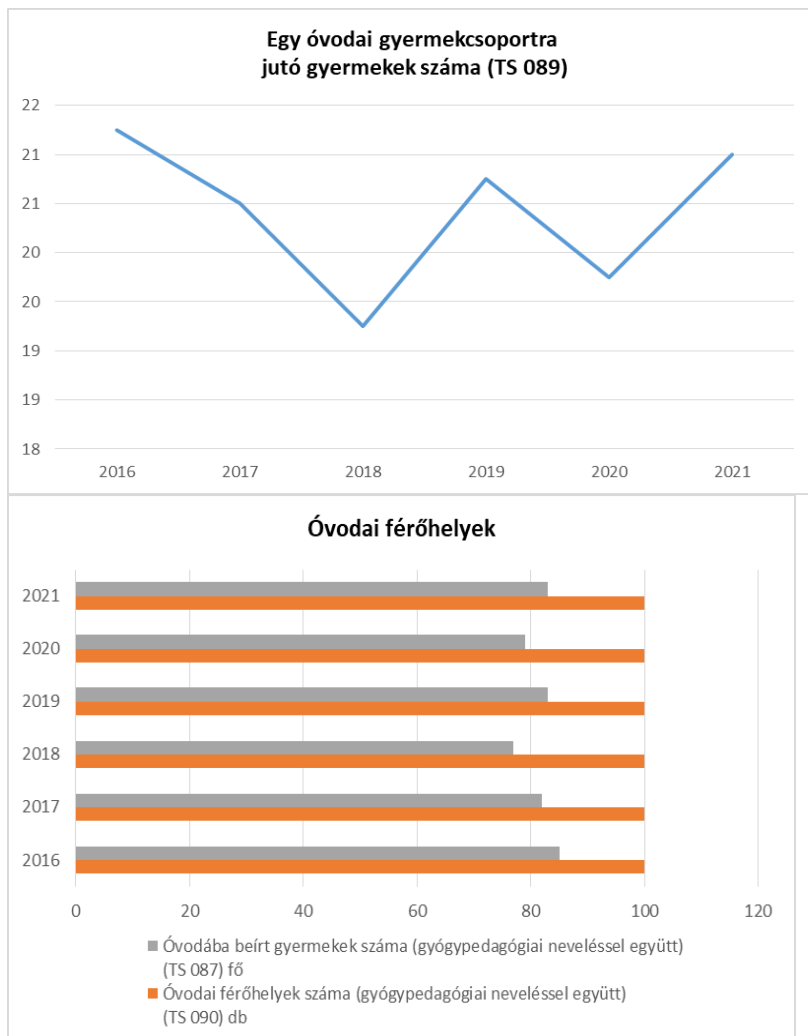 Egy óvodai gyermekcsoportra
jutó gyermekek száma (TS 089)
22
21
21
20
20
19
19
18
2016 2017 2018 2019 2020 2021
Óvodai férőhelyek
2021
2020
2019
2018
2017
2016
0 20 40 60 80 100 120
Óvodába beírt gyermekek száma (gyógypedagógiai neveléssel együtt)
(TS 087) fő
Óvodai férőhelyek száma (gyógypedagógiai neveléssel együtt)
(TS 090) db